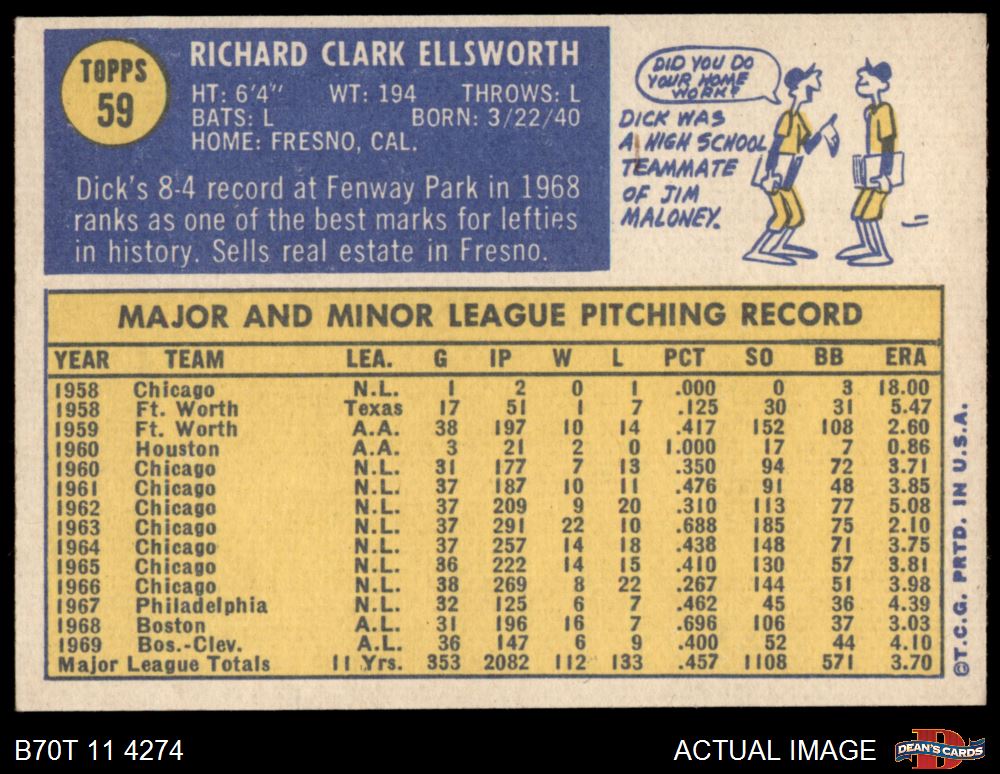 TOPPS
59
RICHARD CLARK ELLSWORTH
HT: 6'4" WT: 194 THROWS: L
BATS: L BORN: 3/22/40
HOME: FRESNO, CAL.
Dick's 8-4 record at Fenway Park in 1968
ranks as one of the best marks for lefties
in history. Sells real estate in Fresno.
DID YOU DO
YOUR HOME
WORK?
DICK WAS
A HIGH SCHOOL
TEAMMATE
OF JIM
MALONEY.
MAJOR AND MINOR LEAGUE PITCHING RECORD
YEAR TEAM LEA. G IP W L PCT SO BB ERA
1958 Chicago N.L. 1 2 0 1 .000 0 3 18.00
1958 Ft. Worth Texas 17 51 1 7 .125 30 31 5.47
1959 Ft. Worth A.A. 38 197 10 14 .417 152 108 2.60
1960 Houston A.A. 3 21 2 0 1.000 17 7 0.86
1960 Chicago N.L. 31 177 7 13 .350 94 72 3.71
1961 Chicago N.L. 37 187 10 11 .476 91 48 3.85
1962 Chicago N.L. 37 209 9 20 .310 113 77 5.08
1963 Chicago N.L. 37 291 22 10 .688 185 75 2.10
1964 Chicago N.L. 37 257 14 18 .438 148 71 3.75
1965 Chicago N.L. 36 222 14 15 .410 130 57 3.81
1966 Chicago N.L. 38 269 8 22 .267 144 51 3.98
1967 Philadelphia N.L. 32 125 6 7 .462 45 36 4.39
1968 Boston A.L. 31 196 16 7 .696 106 37 3.03
1969 Bos.-Clev. A.L. 36 147 6 9 .400 52 44 4.10
Major League Totals 11 Yrs. 353 2082 112 133 .457 1108 571 3.70
©T.C.G. PRTD. IN U.S.A.
B70T 11 4274
ACTUAL IMAGE
DEAN'S CARDS